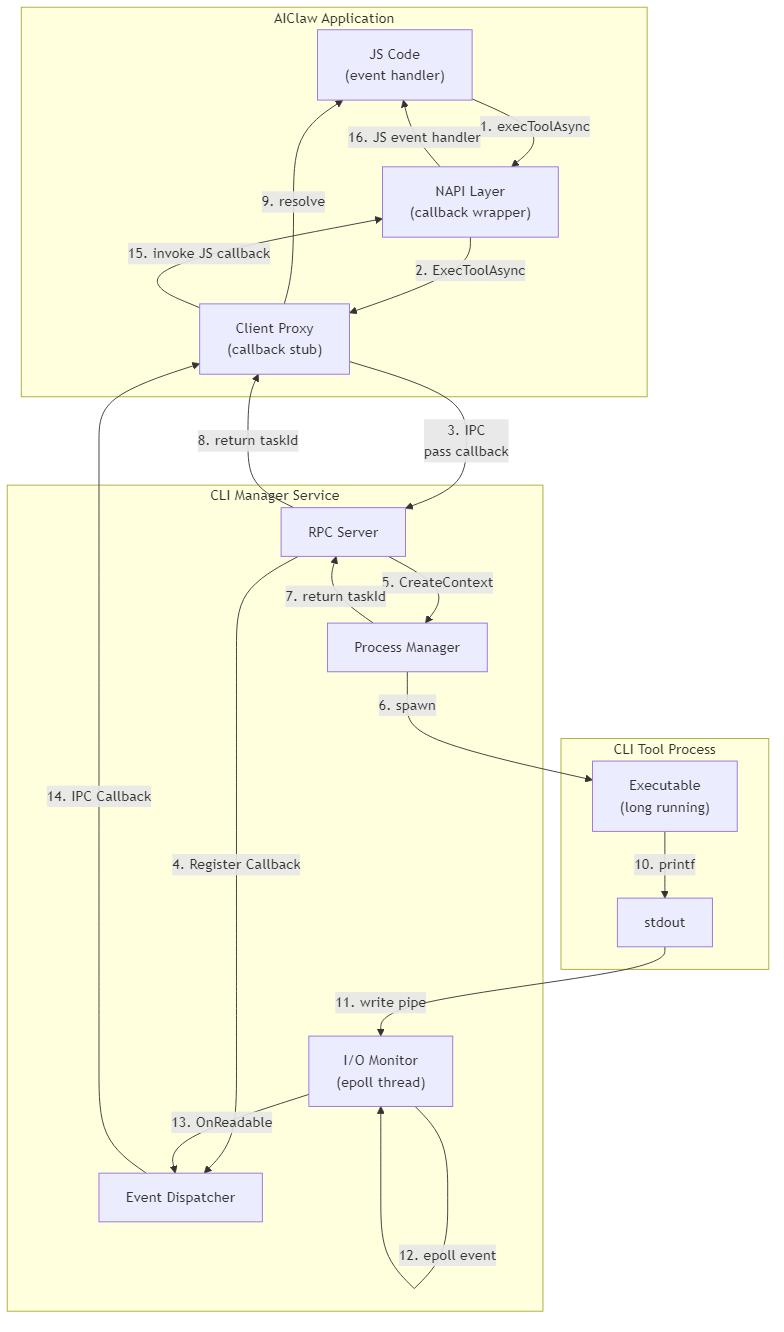 AIClaw Application
JS Code
(event handler)
1. execToolAsync
16. JS event handler
NAPI Layer
(callback wrapper)
9. resolve
15. invoke JS callback
2. ExecToolAsync
Client Proxy
(callback stub)
8. return taskId
3. IPC
pass callback
CLI Manager Service
RPC Server
5. CreateContext
7. return taskId
Process Manager
6. spawn
CLI Tool Process
Executable
(long running)
14. IPC Callback
4. Register Callback
10. printf
stdout
11. write pipe
I/O Monitor
(epoll thread)
13. OnReadable
Event Dispatcher
12. epoll event